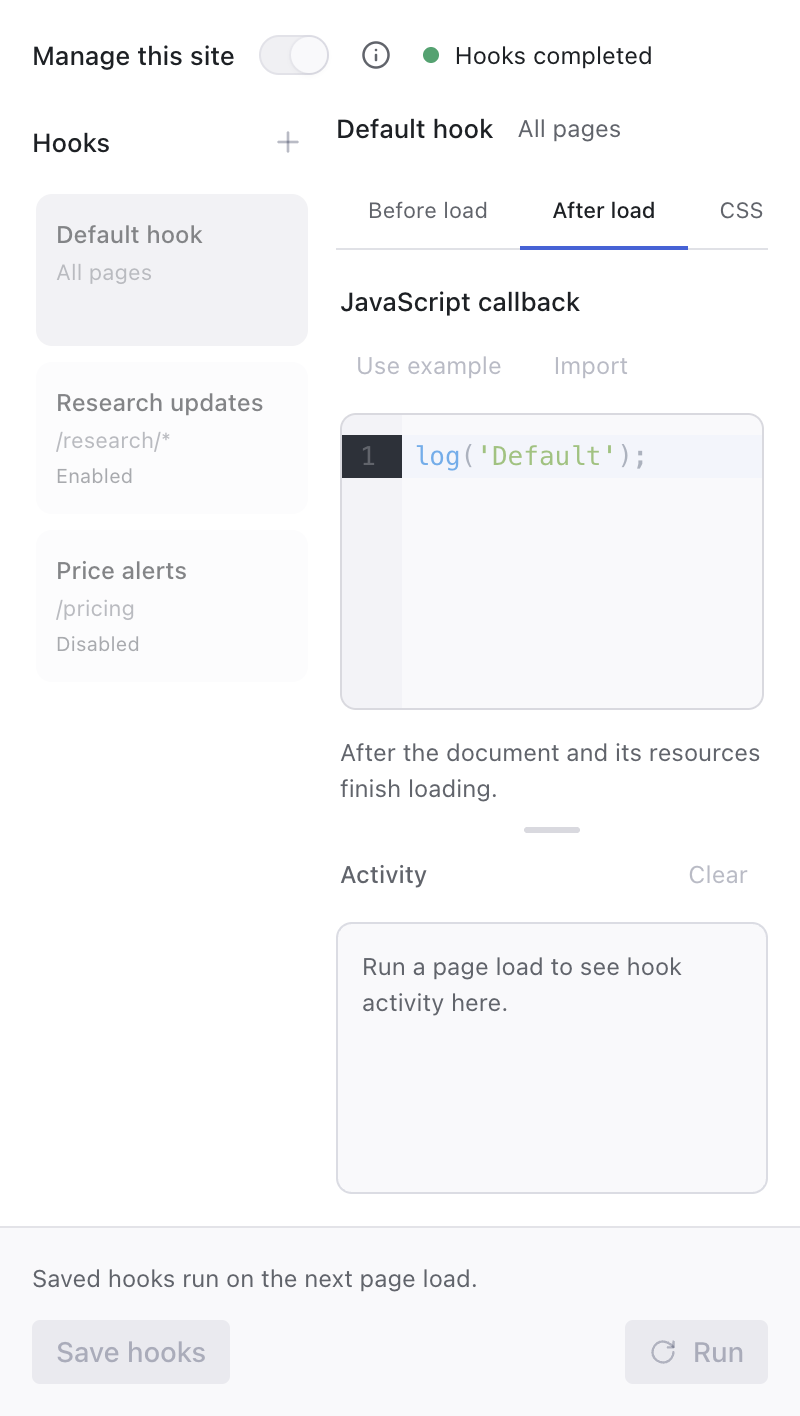 Manage this site
Hooks completed
Hooks
Default hook
All pages
Research updates
/research/*
Enabled
Price alerts
/pricing
Disabled
Default hook All pages
Before load
After load
CSS
JavaScript callback
Use example
Import
1 log('Default');
After the document and its resources
finish loading.
Activity
Clear
Run a page load to see hook
activity here.
Saved hooks run on the next page load.
Save hooks
Run